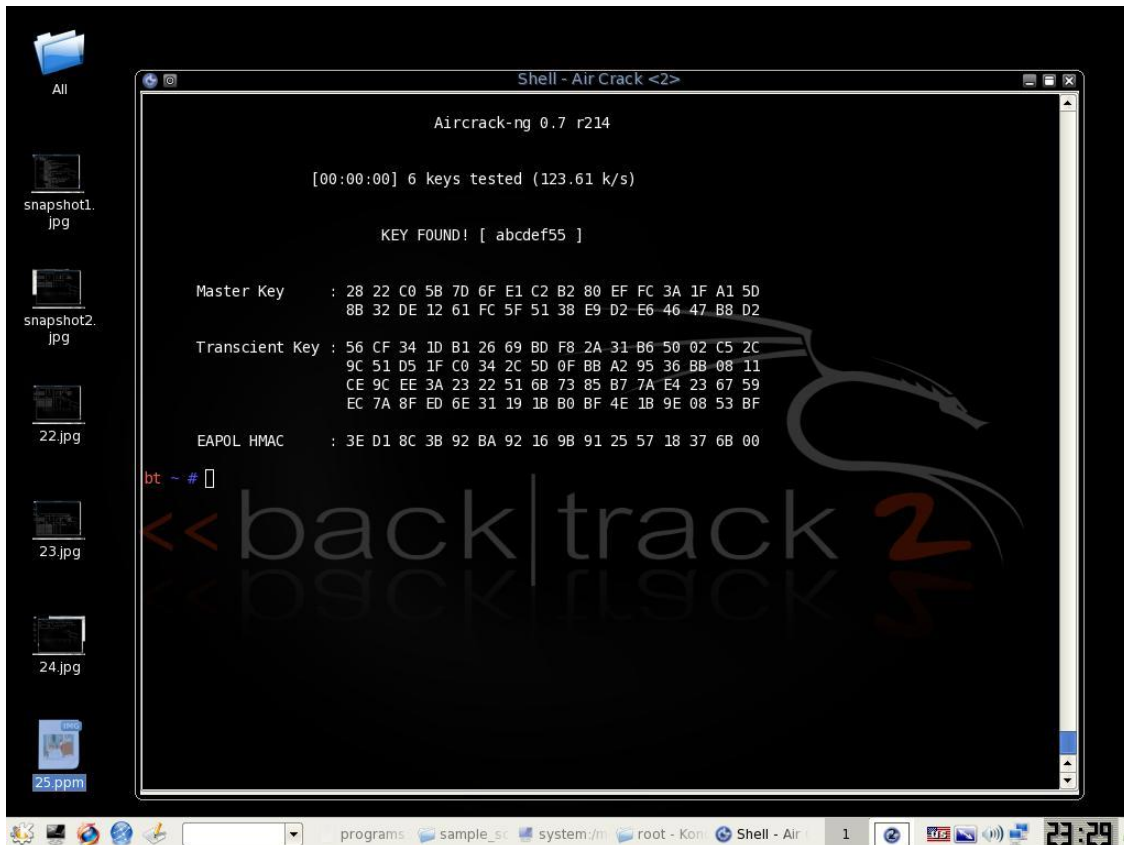 All
snapshot1.
jpg
snapshot2.
jpg
22.jpg
23.jpg
24.jpg
25.ppm
Shell - Air Crack <2>
Aircrack-ng 0.7 r214
[00:00:00] 6 keys tested (123.61 k/s)
KEY FOUND! [ abcdef55 ]
Master Key : 28 22 C0 5B 7D 6F E1 C2 B2 80 EF FC 3A 1F A1 5D
8B 32 DE 12 61 FC 5F 51 38 E9 D2 E6 46 47 B8 D2
Transcient Key : 56 CF 34 1D B1 26 69 BD F8 2A 31 B6 50 02 C5 2C
9C 51 D5 1F C0 34 2C 5D 0F BB A2 95 36 BB 08 11
CE 9C EE 3A 23 22 51 6B 73 85 B7 7A E4 23 67 59
EC 7A 8F ED 6E 31 19 1B B0 BF 4E 1B 9E 08 53 BF
EAPOL HMAC : 3E D1 8C 3B 92 BA 92 16 9B 91 25 57 18 37 6B 00
bt ~ #
<<back|track 2
programs sample_sc system:/m root - Kon Shell - Air 1 US 23:29